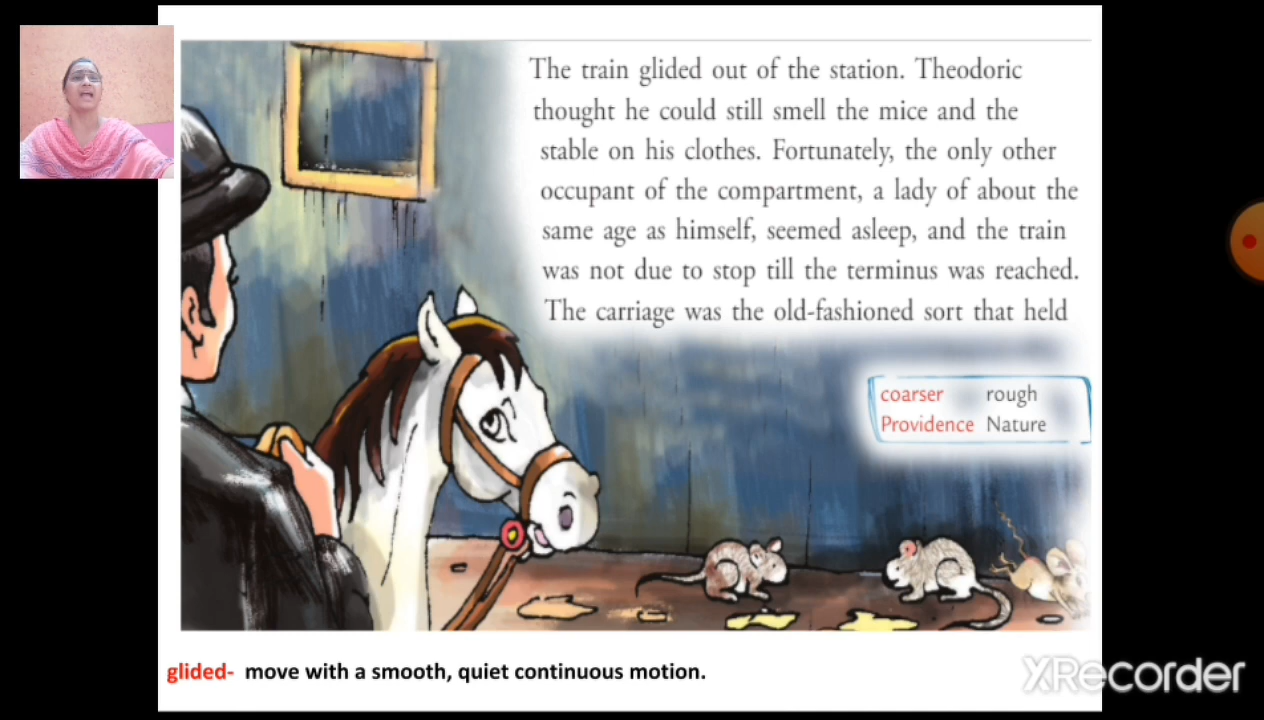 The train glided out of the station. Theodoric
thought he could still smell the mice and the
stable on his clothes. Fortunately, the only other
occupant of the compartment, a lady of about the
same age as himself, seemed asleep, and the train
was not due to stop till the terminus was reached.
The carriage was the old-fashioned sort that held
coarser rough
Providence Nature
glided- move with a smooth, quiet continuous motion.
XRecorder